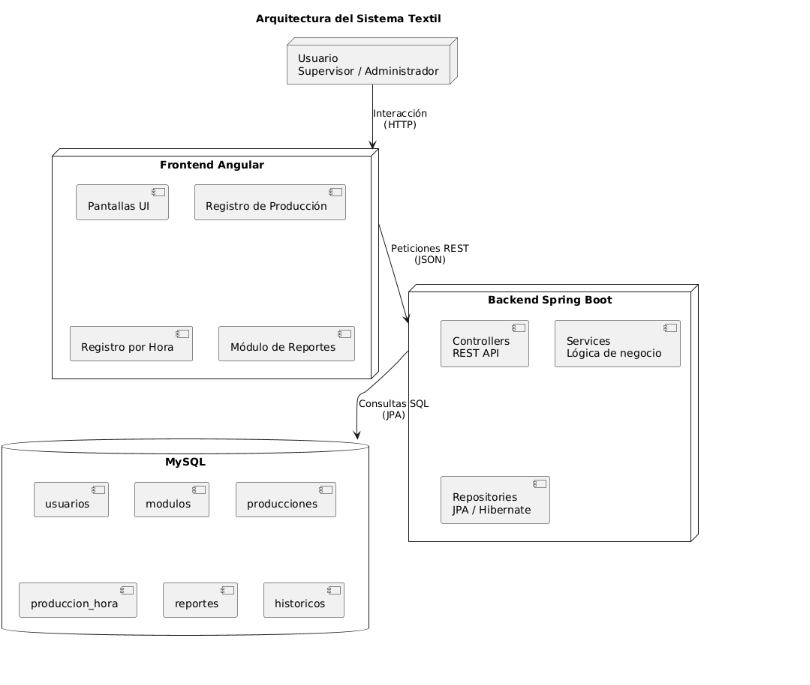 Arquitectura del Sistema Textil
Usuario
Supervisor / Administrador
Interacción
(HTTP)
Frontend Angular
Pantallas UI
Registro de Producción
Registro por Hora
Módulo de Reportes
Peticiones REST
(JSON)
Backend Spring Boot
Controllers
REST API
Services
Lógica de negocio
Repositories
JPA / Hibernate
Consultas SQL
(JPA)
MySQL
usuarios
modulos
producciones
produccion_hora
reportes
historicos